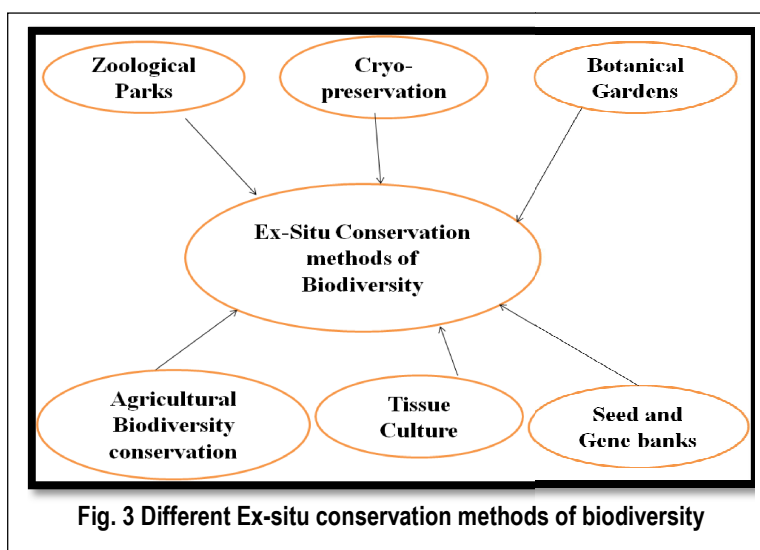 Zoological
Parks
Cryo-
preservation
Botanical
Gardens
Ex-Situ Conservation
methods of
Biodiversity
Agricultural
Biodiversity
conservation
Tissue
Culture
Seed and
Gene banks
Fig. 3 Different Ex-situ conservation methods of biodiversity